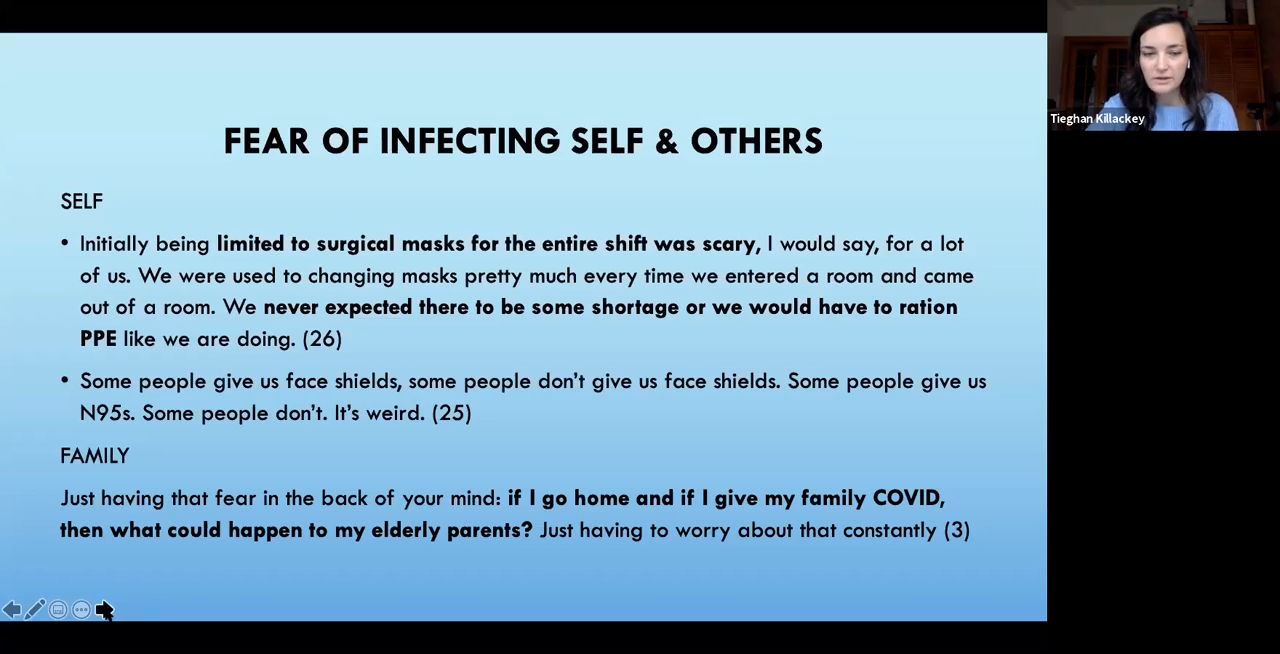 FEAR OF INFECTING SELF & OTHERS
Tieghan Killackey
SELF
• Initially being limited to surgical masks for the entire shift was scary, I would say, for a lot
of us. We were used to changing masks pretty much every time we entered a room and came
out of a room. We never expected there to be some shortage or we would have to ration
PPE like we are doing. (26)
• Some people give us face shields, some people don't give us face shields. Some people give us
N95s. Some people don't. It's weird. (25)
FAMILY
Just having that fear in the back of your mind: if I go home and if I give my family COVID,
then what could happen to my elderly parents? Just having to worry about that constantly (3)